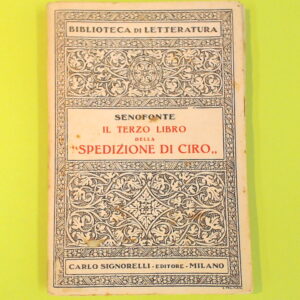 BIBLIOTECA DI LETTERATURA
SENOFONTE
IL TERZO LIBRO
DELLA
"SPEDIZIONE DI CIRO„
CARLO SIGNORELLI - EDITORE - MILANO